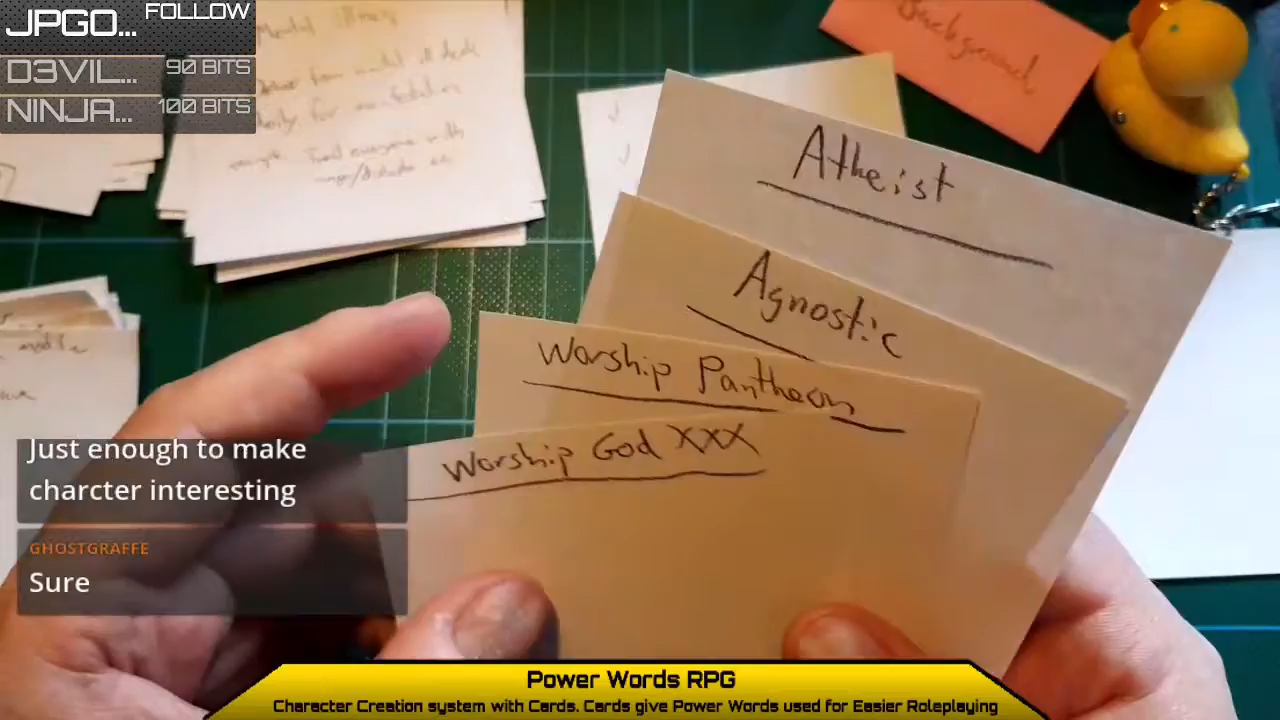 JPGO...
FOLLOW
D3VIL...
90 BITS
NINJA...
100 BITS
Mental
Background
Atheist
Agnostic
Worship Pantheon
Worship God XXX
Just enough to make
charcter interesting
GHOSTGRAFFE
Sure
Power Words RPG
Character Creation system with Cards. Cards give Power Words used for Easier Roleplaying